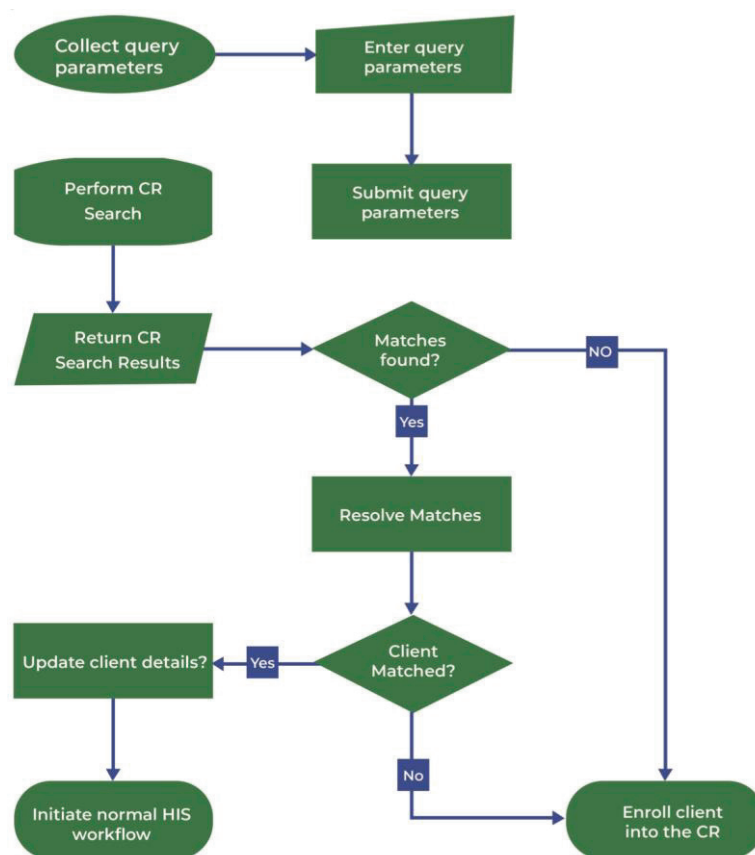 Collect query
parameters
Enter query
parameters
Submit query
parameters
Perform CR
Search
Return CR
Search Results
Matches
found?
NO
Yes
Resolve Matches
Client
Matched?
Yes
Update client details?
No
Initiate normal HIS
workflow
Enroll client
into the CR